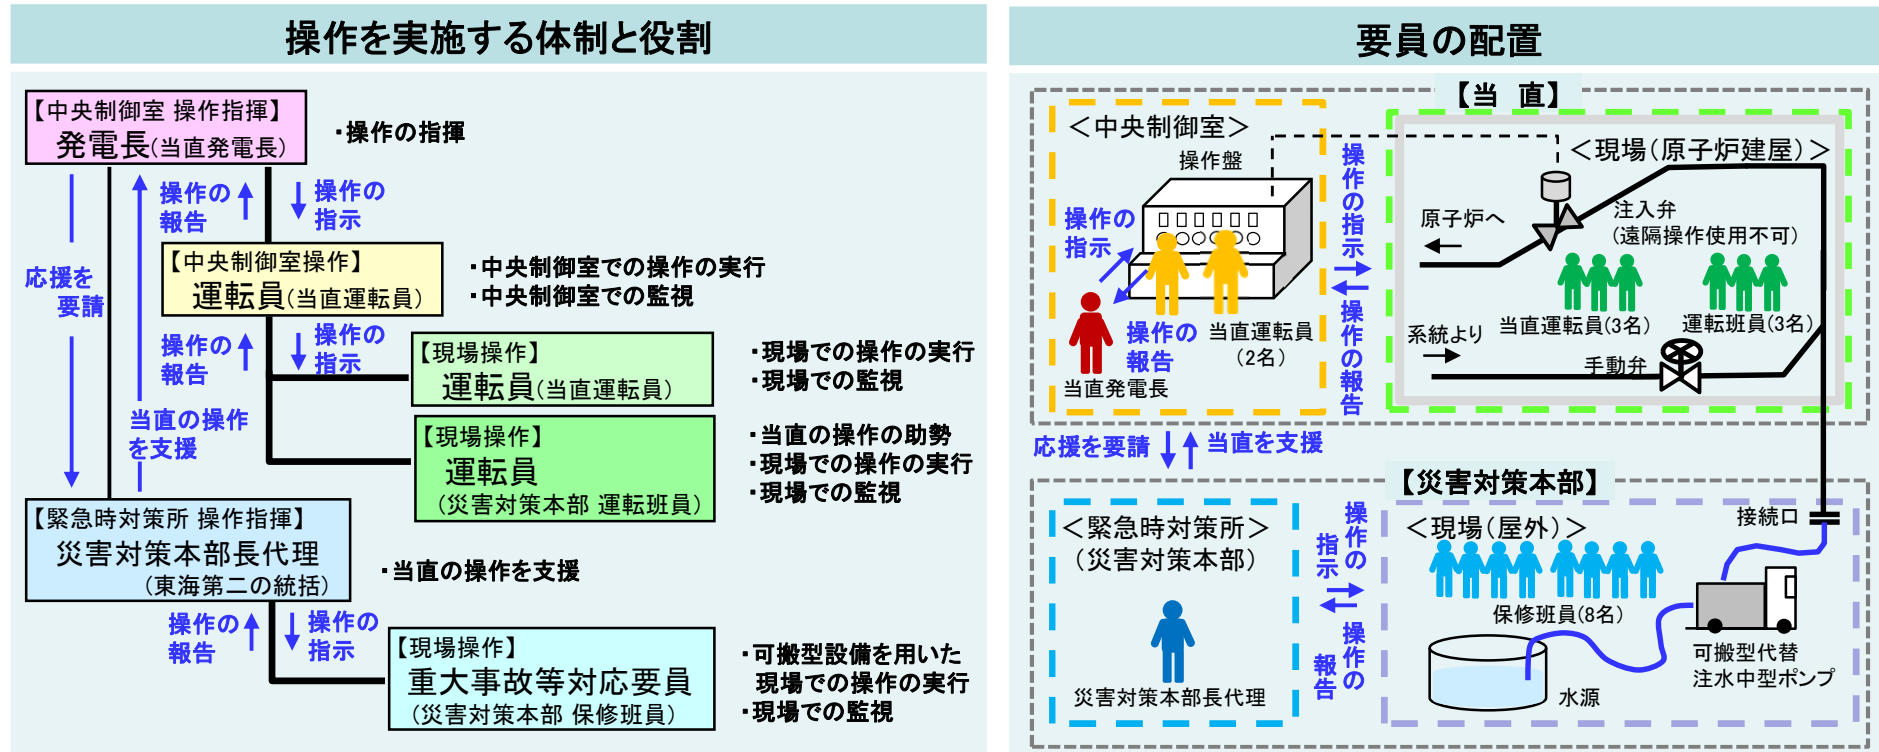 操作を実施する体制と役割
【中央制御室 操作指揮】
発電長(当直発電長)
・操作の指揮
応援を
要請
操作の
報告
操作の
指示
【中央制御室操作】
運転員(当直運転員)
・中央制御室での操作の実行
・中央制御室での監視
操作の
報告
操作の
指示
【現場操作】
運転員(当直運転員)
・現場での操作の実行
・現場での監視
当直の操作
を支援
【現場操作】
運転員
(災害対策本部 運転班員)
・当直の操作の助勢
・現場での操作の実行
・現場での監視
【緊急時対策所 操作指揮】
災害対策本部長代理
(東海第二の統括)
・当直の操作を支援
操作の
報告
操作の
指示
【現場操作】
重大事故等対応要員
(災害対策本部 保修班員)
・可搬型設備を用いた
現場での操作の実行
・現場での監視
要員の配置
【当 直】
＜中央制御室＞
操作盤
操作の
指示
操作の
報告
当直運転員
(2名)
当直発電長
操作の指示
操作の報告
＜現場(原子炉建屋)＞
原子炉へ
注入弁
(遠隔操作使用不可)
当直運転員(3名)
運転班員(3名)
系統より
手動弁
応援を要請
当直を支援
【災害対策本部】
＜緊急時対策所＞
(災害対策本部)
災害対策本部長代理
操作の
指示
操作の
報告
＜現場(屋外)＞
接続口
保修班員(8名)
可搬型代替
注水中型ポンプ
水源